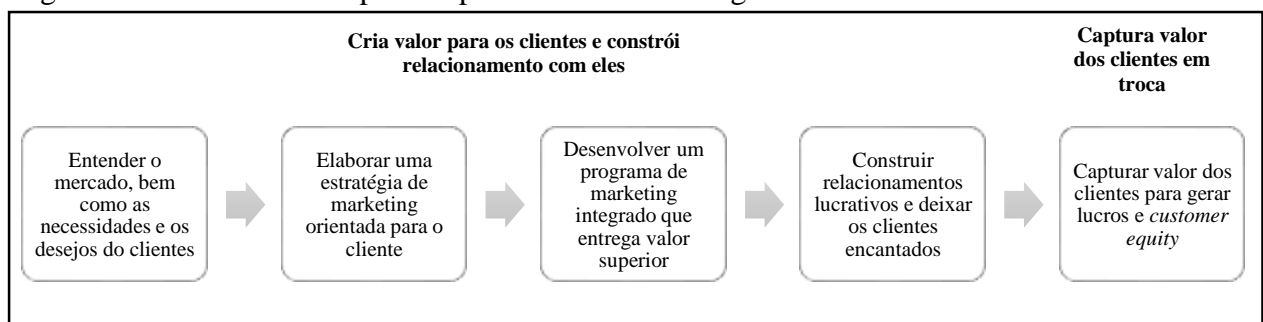 Cria valor para os clientes e constrói
relacionamento com eles
Captura valor
dos clientes em
troca
Entender o
mercado, bem
como as
necessidades e os
desejos do clientes
Elaborar uma
estratégia de
marketing
orientada para o
cliente
Desenvolver um
programa de
marketing
integrado que
entrega valor
superior
Construir
relacionamentos
lucrativos e deixar
os clientes
encantados
Capturar valor dos
clientes para gerar
lucros e customer
equity